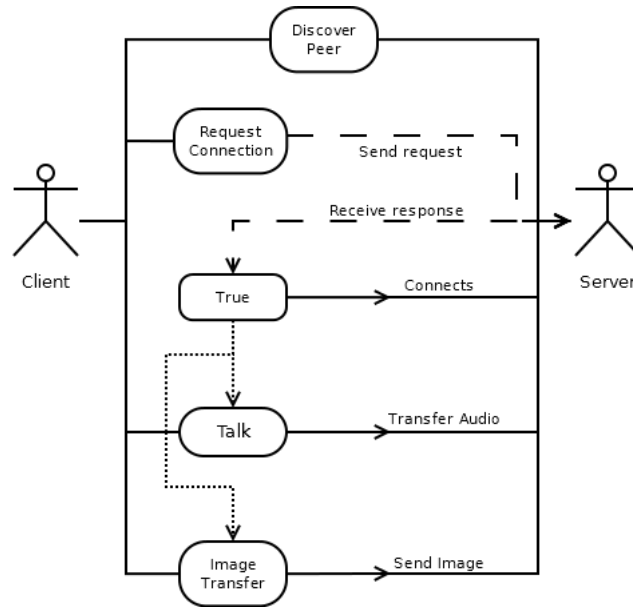 Discover
Peer
Request
Connection
Send request
Receive response
Client
Server
True
Connects
Talk
Transfer Audio
Image
Transfer
Send Image